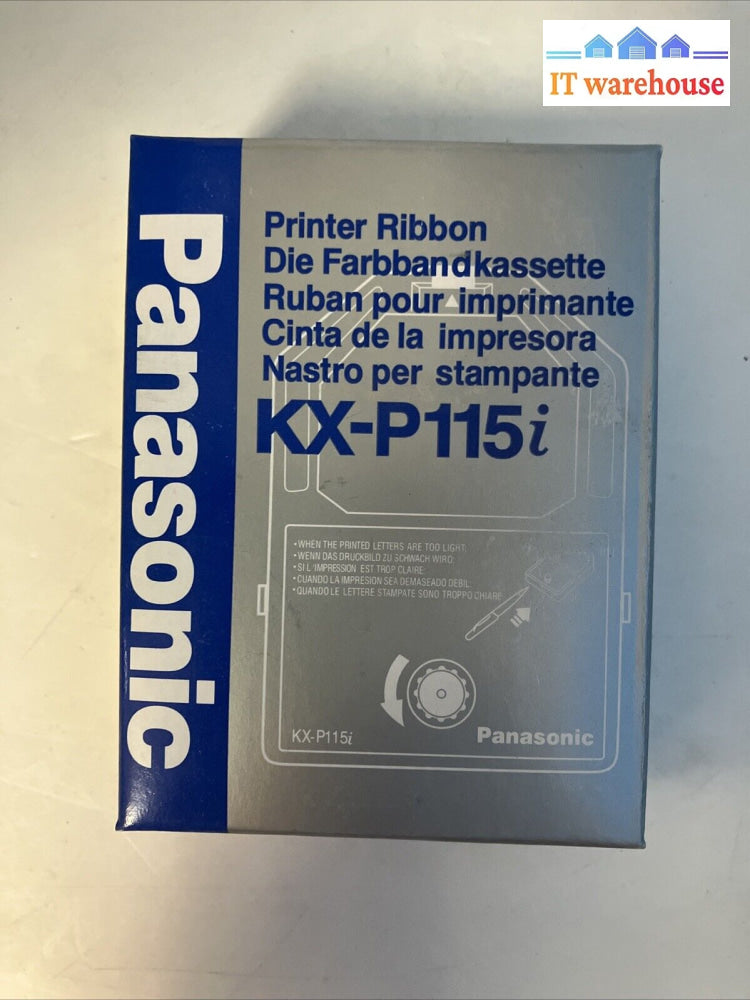 IT warehouse
Panasonic
Printer Ribbon
Die Farbbandkassette
Ruban pour imprimante
Cinta de la impresora
Nastro per stampante
KX-P115i
•WHEN THE PRINTED LETTERS ARE TOO LIGHT:
•WENN DAS DRUCKBILD ZU SCHWACH WIRD:
•SI L'IMPRESSION EST TROP CLAIRE:
•CUANDO LA IMPRESION SEA DEMASEADO DEBIL:
•QUANDO LE LETTERE STAMPATE SONO TROPPO CHIARE
KX-P115i
Panasonic